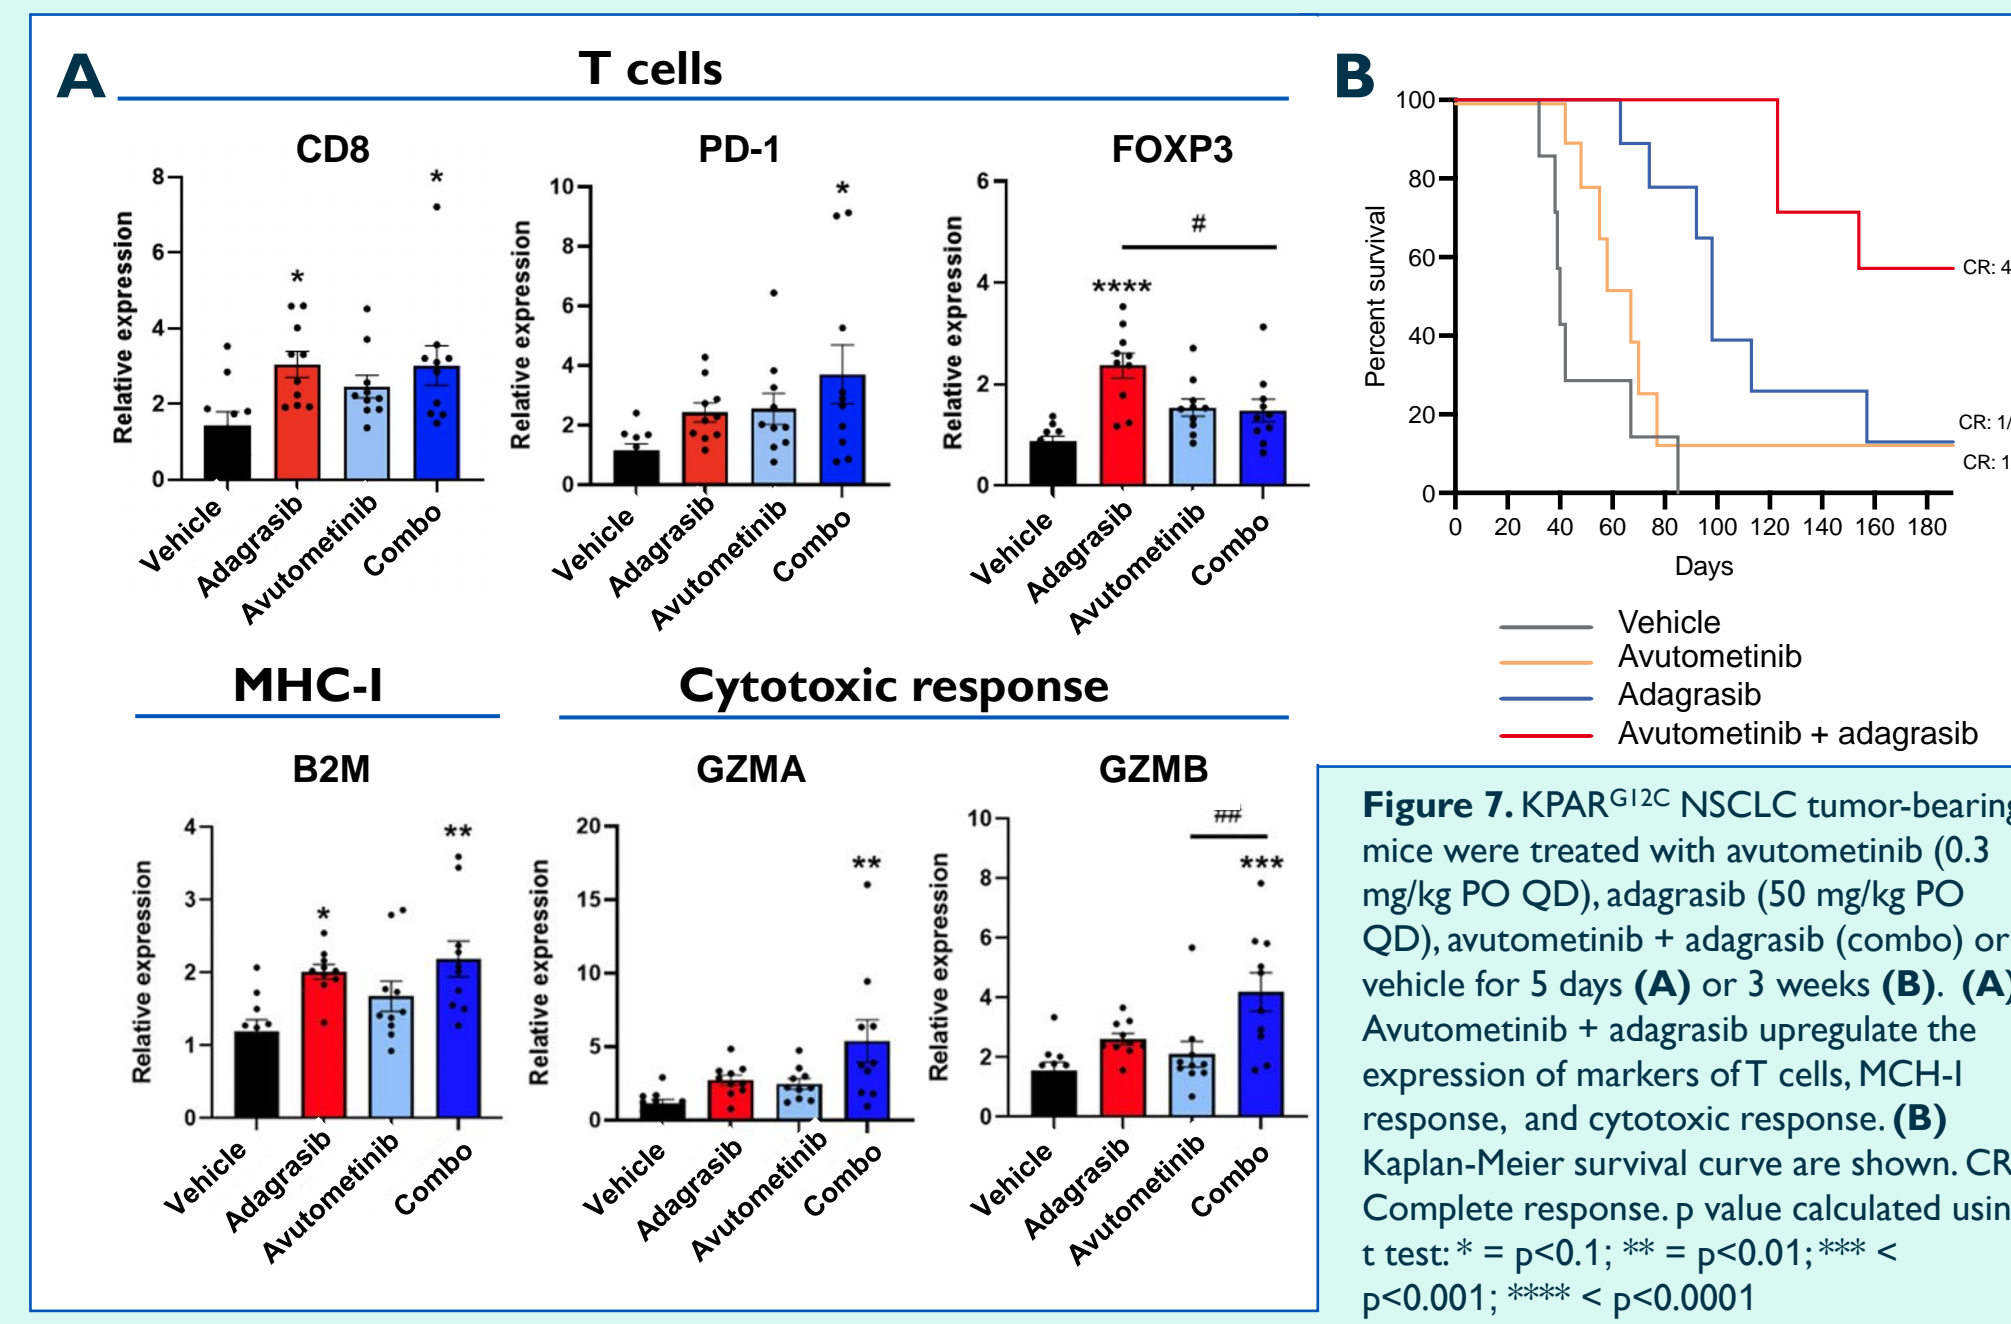 A
T cells
CD8
PD-1
FOXP3
Relative expression
8
6
4
2
0
*
*
Vehicle
Adagrasib
Avutometinib
Combo
Relative expression
10
8
6
4
2
0
*
Vehicle
Adagrasib
Avutometinib
Combo
Relative expression
6
4
2
0
****
#
Vehicle
Adagrasib
Avutometinib
Combo
MHC-I
Cytotoxic response
B2M
GZMA
GZMB
Relative expression
4
3
2
1
0
*
**
Vehicle
Adagrasib
Avutometinib
Combo
Relative expression
20
15
10
5
0
**
Vehicle
Adagrasib
Avutometinib
Combo
Relative expression
10
8
6
4
2
0
##
***
Vehicle
Adagrasib
Avutometinib
Combo
B
Percent survival
100
80
60
40
20
0
0 20 40 60 80 100 120 140 160 180
Days
CR: 4
CR: 1/
CR: 1
Vehicle
Avutometinib
Adagrasib
Avutometinib + adagrasib
Figure 7. KPARG12C NSCLC tumor-bearing
mice were treated with avutometinib (0.3
mg/kg PO QD), adagrasib (50 mg/kg PO
QD), avutometinib + adagrasib (combo) or
vehicle for 5 days (A) or 3 weeks (B). (A)
Avutometinib + adagrasib upregulate the
expression of markers of T cells, MCH-I
response, and cytotoxic response. (B)
Kaplan-Meier survival curve are shown. CR
Complete response. p value calculated usin
t test: * = p<0.1; ** = p<0.01; *** <
p<0.001; **** < p<0.0001